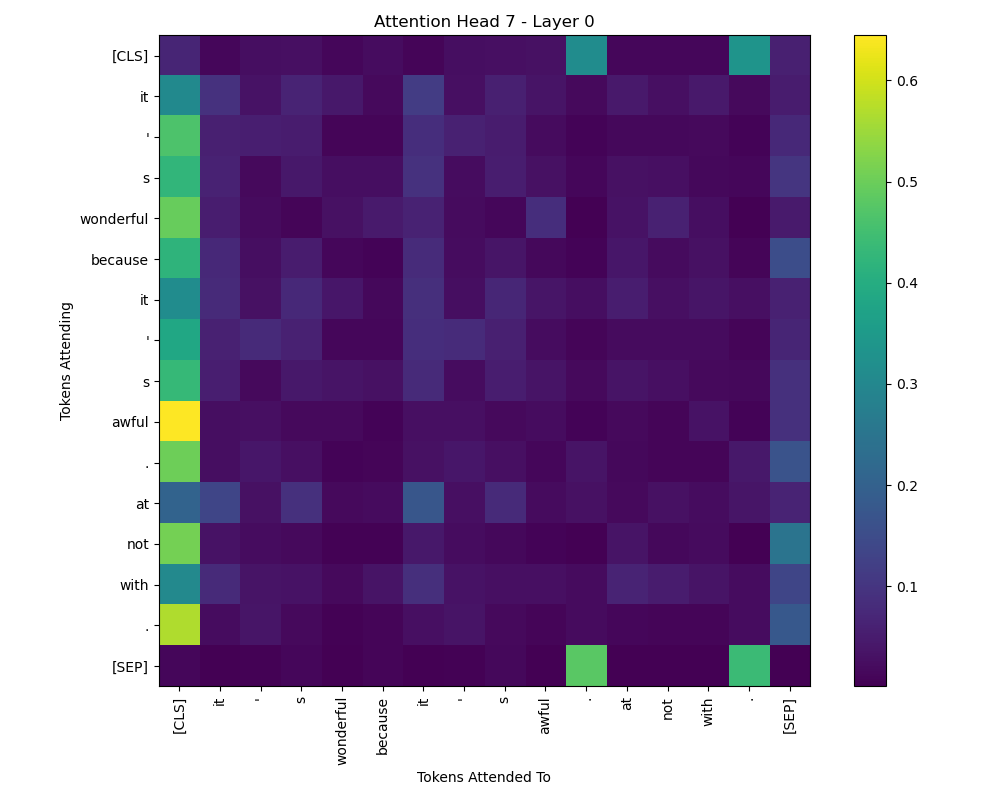 Attention Head 7 - Layer 0
Tokens Attending
[CLS]
it
'
s
wonderful
because
it
'
s
awful
.
at
not
with
.
[SEP]
[CLS]
it
'
s
wonderful
because
it
'
s
awful
.
at
not
with
.
[SEP]
Tokens Attended To
0.6
0.5
0.4
0.3
0.2
0.1